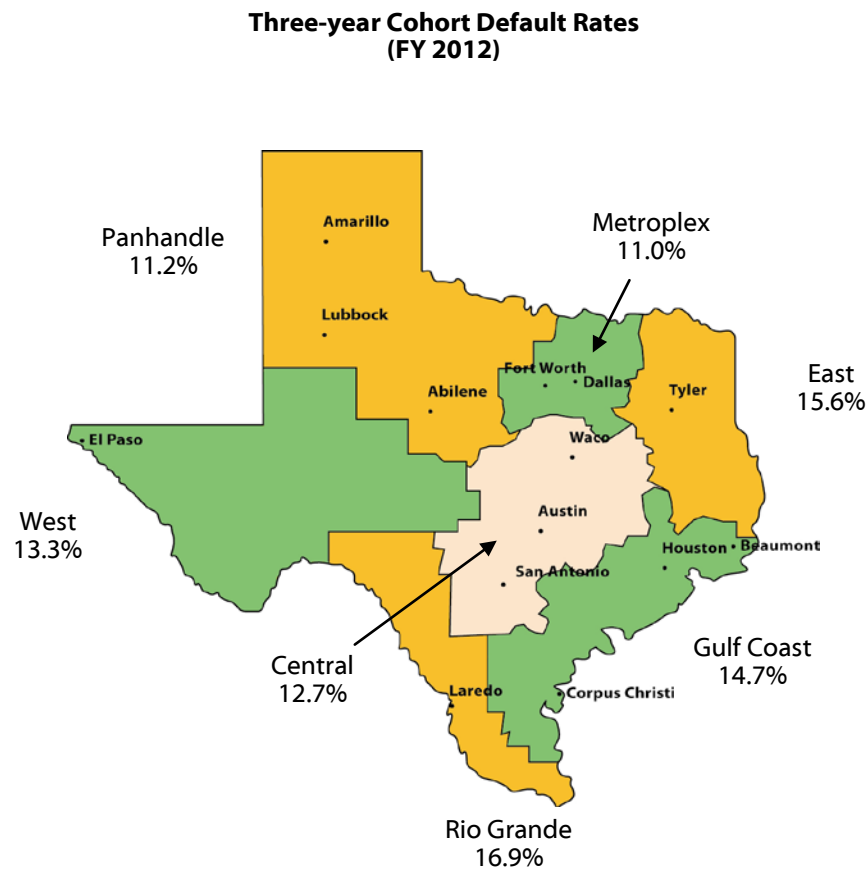 Three-year Cohort Default Rates
(FY 2012)
Panhandle
11.2%
Amarillo
Lubbock
Abilene
Metroplex
11.0%
Fort Worth
Dallas
Tyler
East
15.6%
El Paso
Waco
Austin
San Antonio
West
13.3%
Houston
Beaumont
Central
12.7%
Gulf Coast
14.7%
Laredo
Corpus Christi
Rio Grande
16.9%